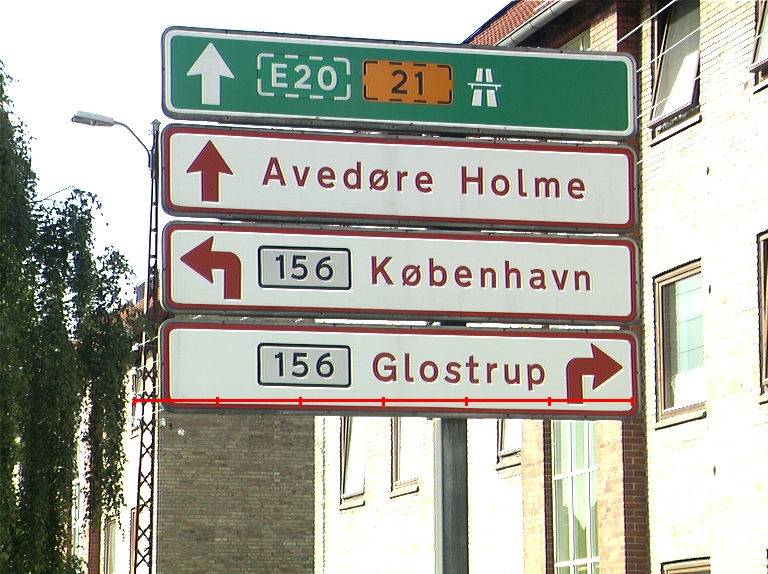 E20 21
Avedøre Holme
156 København
156 Glostrup